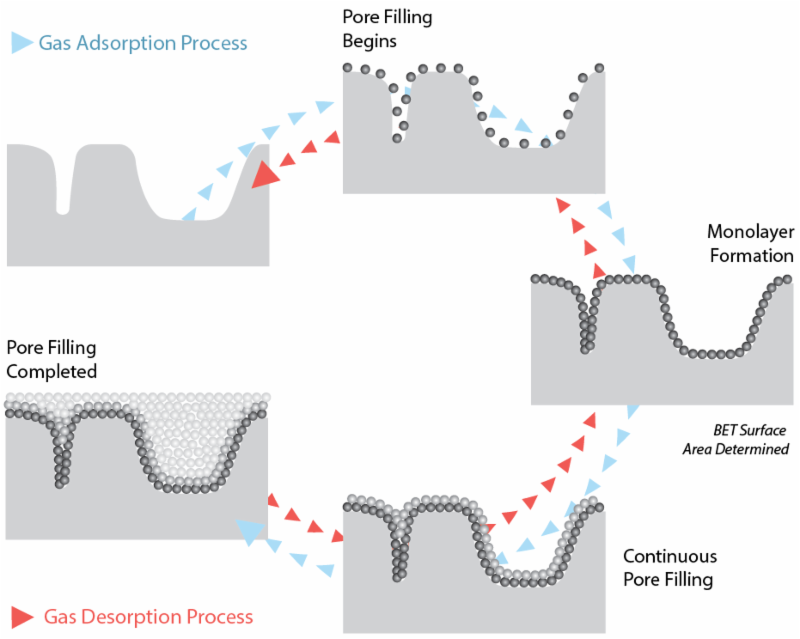 Gas Adsorption Process
Pore Filling
Begins
Monolayer
Formation
BET Surface
Area Determined
Continuous
Pore Filling
Pore Filling
Completed
Gas Desorption Process